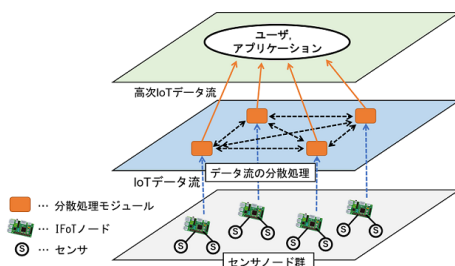 ユーザ,
アプリケーション
高次IoTデータ流
データ流の分散処理
IoTデータ流
… 分散処理モジュール
… IFoTノード
S … センサ
S S S S S S S S
センサノード群